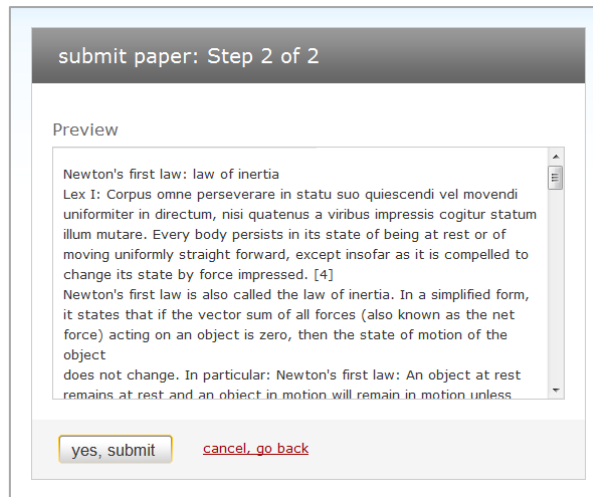 submit paper: Step 2 of 2
Preview
Newton's first law: law of inertia
Lex I: Corpus omne perseverare in statu suo quiescendi vel movendi
uniformiter in directum, nisi quatenus a viribus impressis cogitur statum
illum mutare. Every body persists in its state of being at rest or of
moving uniformly straight forward, except insofar as it is compelled to
change its state by force impressed. [4]
Newton's first law is also called the law of inertia. In a simplified form,
it states that if the vector sum of all forces (also known as the net
force) acting on an object is zero, then the state of motion of the
object
does not change. In particular: Newton's first law: An object at rest
remains at rest and an object in motion will remain in motion unless
yes, submit cancel, go back